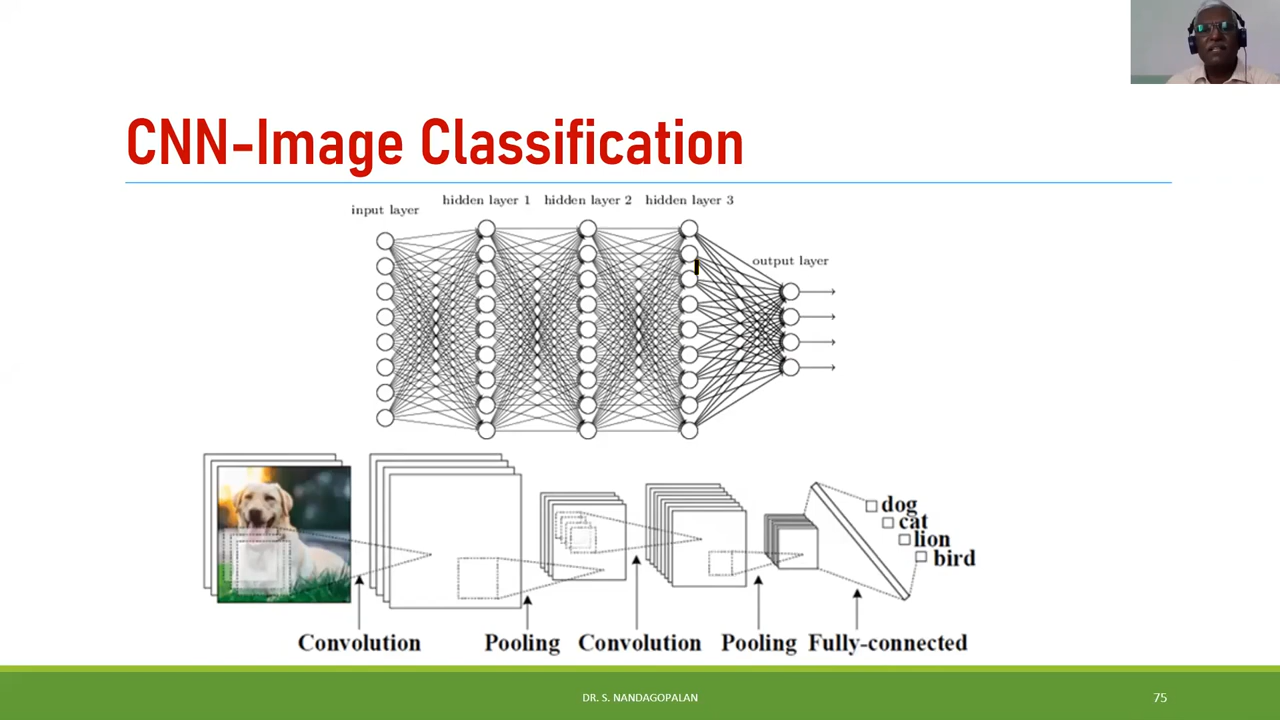 CNN-Image Classification
input layer hidden layer 1 hidden layer 2 hidden layer 3
output layer
dog
cat
lion
bird
Convolution Pooling Convolution Pooling Fully-connected
DR. S. NANDAGOPALAN 75